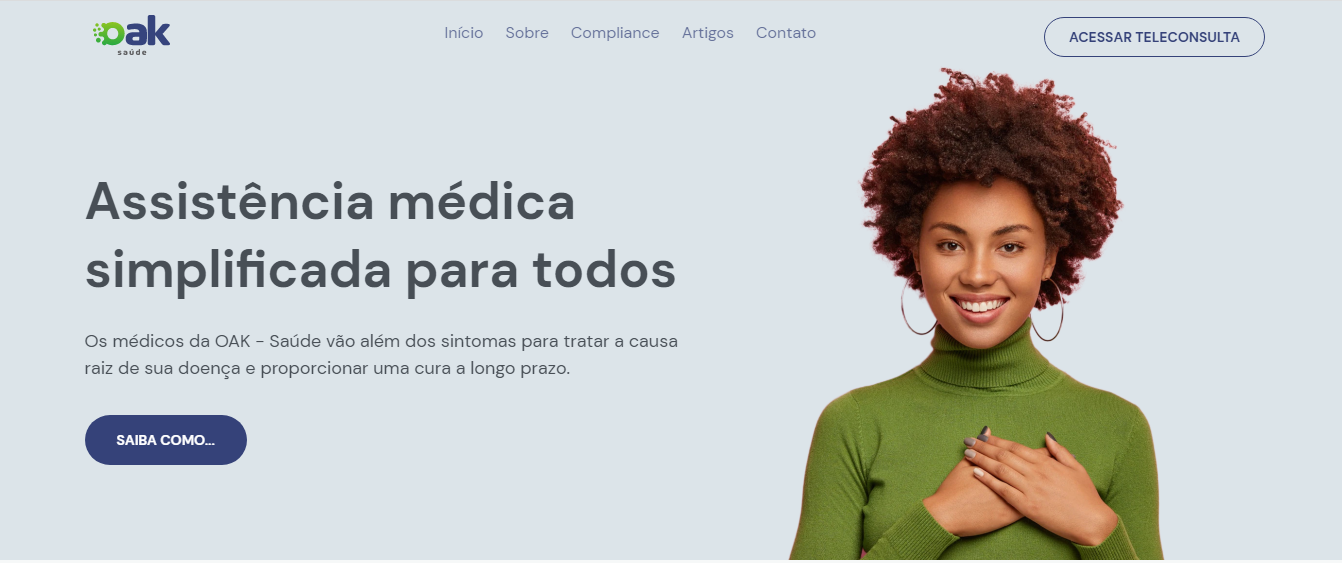 oak
saúde
Início Sobre Compliance Artigos Contato
ACESSAR TELECONSULTA
Assistência médica
simplificada para todos
Os médicos da OAK - Saúde vão além dos sintomas para tratar a causa
raiz de sua doença e proporcionar uma cura a longo prazo.
SAIBA COMO...